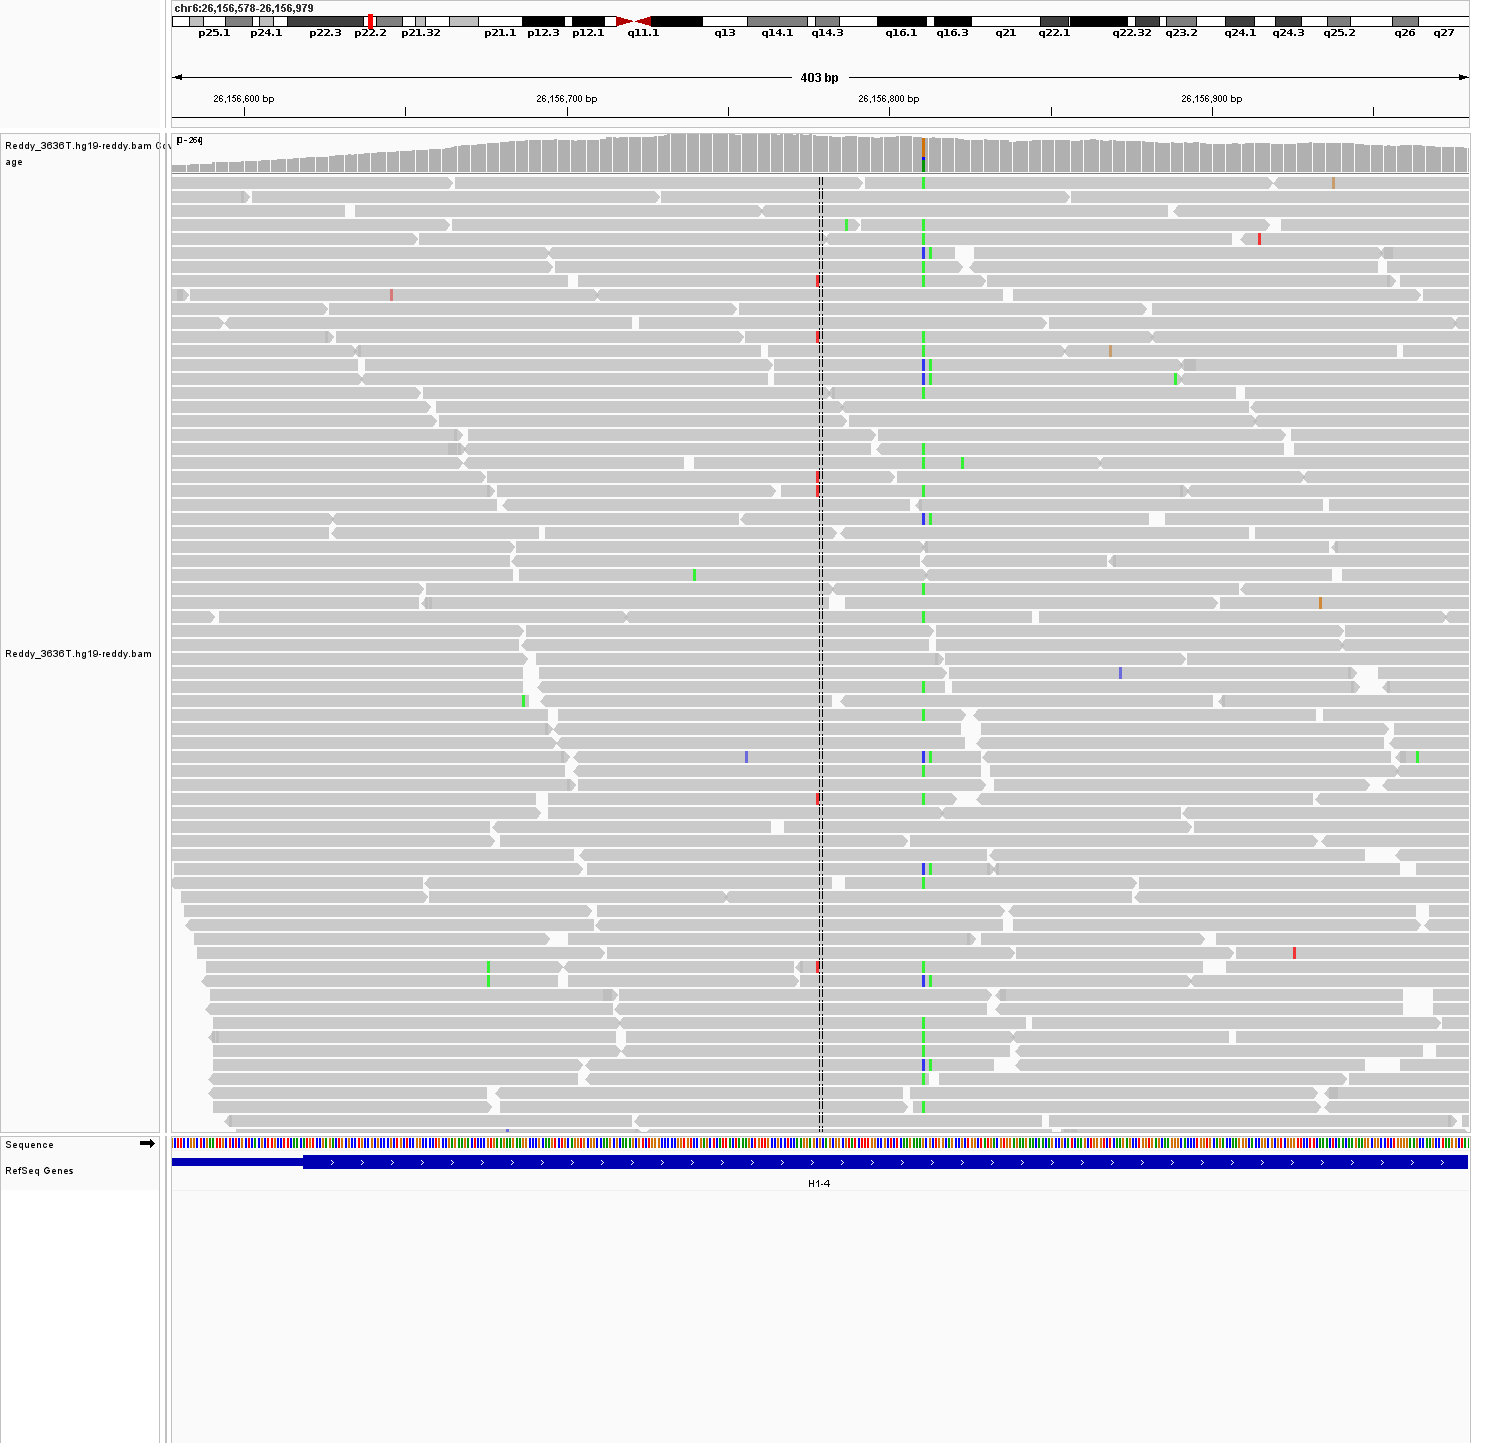 chr6:26,156,578-26,156,979
p25.1 p24.1 p22.3 p22.2 p21.32 p21.1 p12.3 p12.1 q11.1 q13 q14.1 q14.3 q16.1 q16.3 q21 q22.1 q22.32 q23.2 q24.1 q24.3 q25.2 q26 q27
403 bp
26,156,600 bp 26,156,700 bp 26,156,800 bp 26,156,900 bp
[0 - 264]
Reddy_3636T.hg19-reddy.bam Cov
age
Reddy_3636T.hg19-reddy.bam
Sequence
RefSeq Genes
H1-4